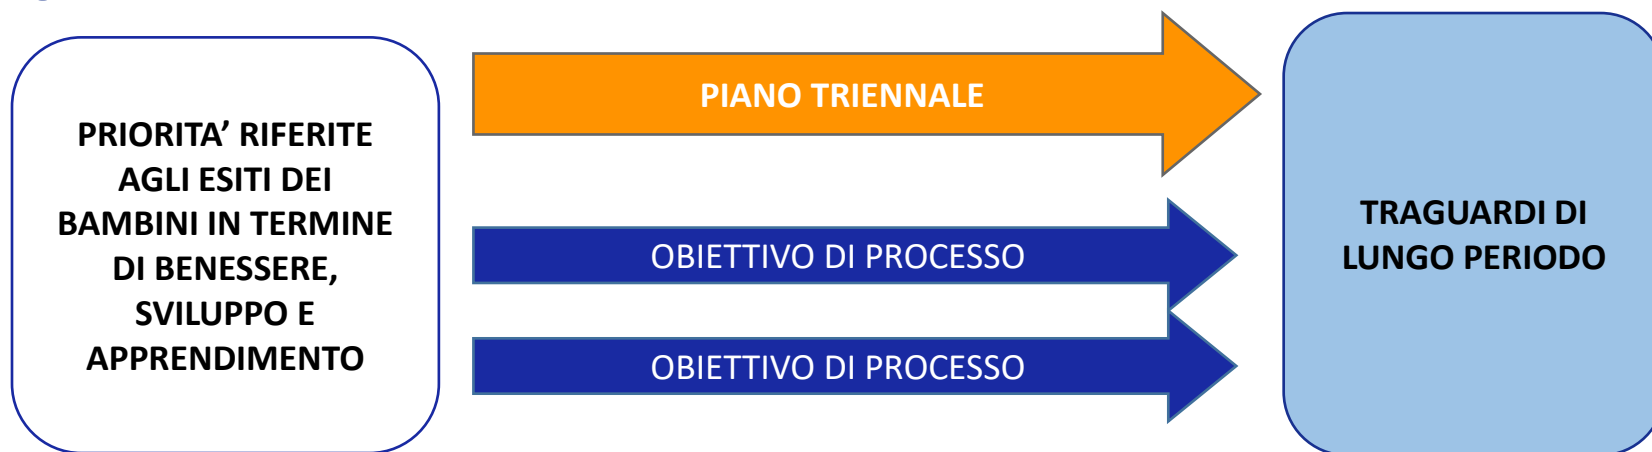 PRIORITA’ RIFERITE
AGLI ESITI DEI
BAMBINI IN TERMINE
DI BENESSERE,
SVILUPPO E
APPRENDIMENTO
PIANO TRIENNALE
OBIETTIVO DI PROCESSO
OBIETTIVO DI PROCESSO
TRAGUARDI DI
LUNGO PERIODO